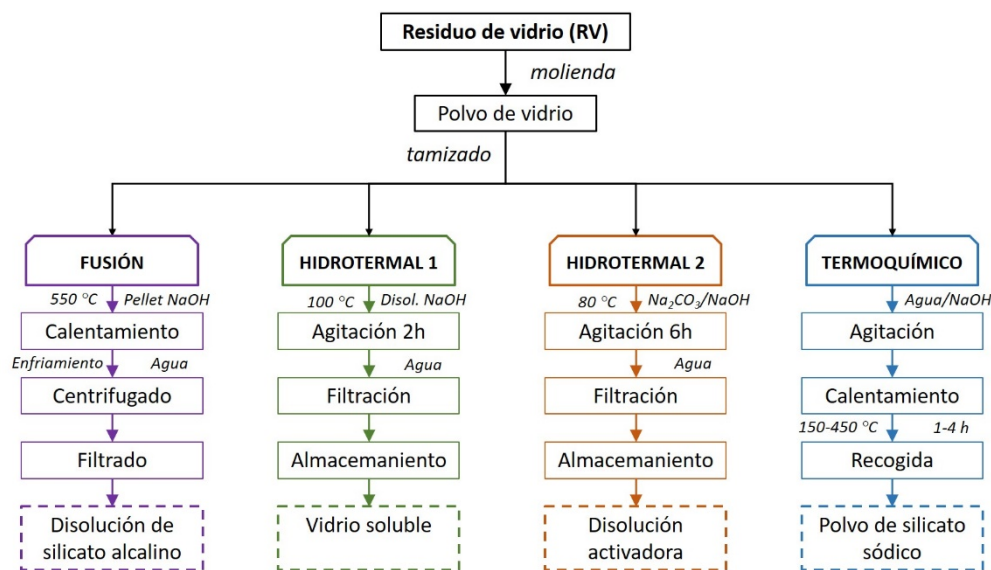 Residuo de vidrio (RV)
molienda
Polvo de vidrio
tamizado
FUSIÓN
550 °C Pellet NaOH
Calentamiento
Enfriamiento Agua
Centrifugado
Filtrado
Disolución de
silicato alcalino
HIDROTERMAL 1
100 °C Disol. NaOH
Agitación 2h
Agua
Filtración
Almacemaniento
Vidrio soluble
HIDROTERMAL 2
80 °C Na₂CO₃/NaOH
Agitación 6h
Agua
Filtración
Almacemaniento
Disolución
activadora
TERMOQUÍMICO
Agua/NaOH
Agitación
Calentamiento
150-450 °C 1-4 h
Recogida
Polvo de silicato
sódico